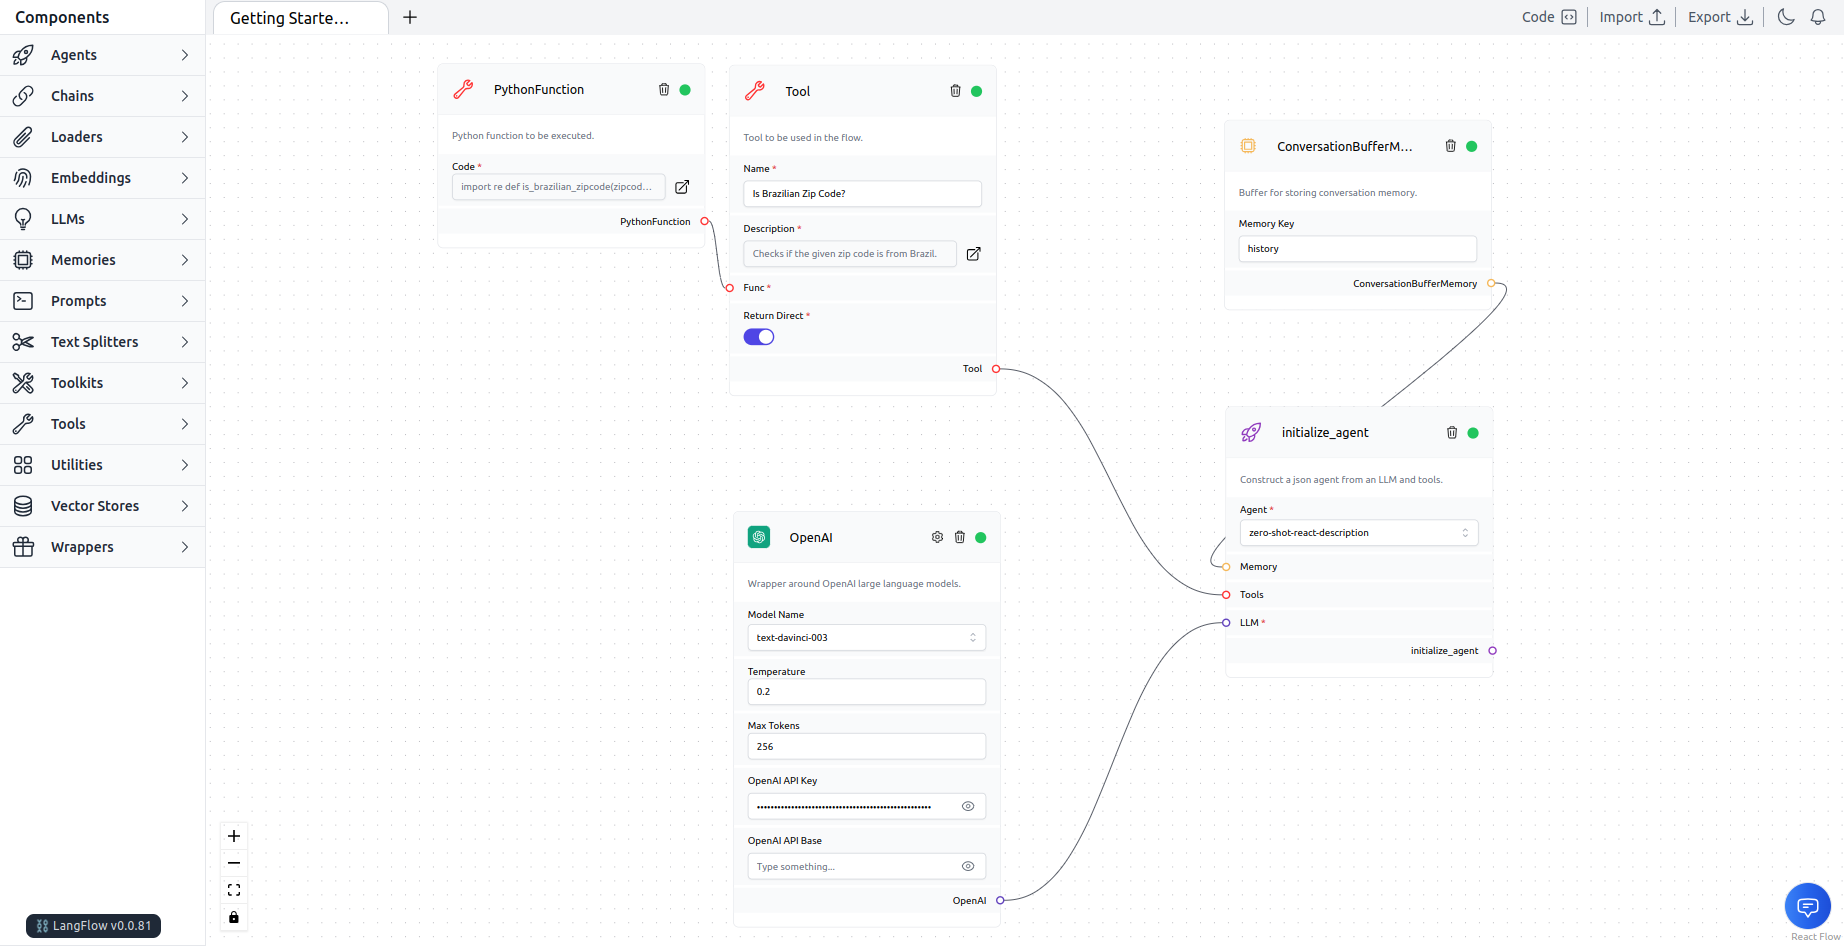 Components
Agents
Chains
Loaders
Embeddings
LLMs
Memories
Prompts
Text Splitters
Toolkits
Tools
Utilities
Vector Stores
Wrappers
LangFlow v0.0.81
Getting Starte...
Code
Import
Export
PythonFunction
Python function to be executed.
Code *
import re def is_brazilian_zipcode(zipcod...
PythonFunction
Tool
Tool to be used in the flow.
Name *
Is Brazilian Zip Code?
Description *
Checks if the given zip code is from Brazil.
Func *
Return Direct *
Tool
OpenAI
Wrapper around OpenAI large language models.
Model Name
text-davinci-003
Temperature
0.2
Max Tokens
256
OpenAI API Key
OpenAI API Base
Type something...
OpenAI
ConversationBufferM...
Buffer for storing conversation memory.
Memory Key
history
ConversationBufferMemory
initialize_agent
Construct a json agent from an LLM and tools.
Agent *
zero-shot-react-description
Memory
Tools
LLM *
initialize_agent
React Flow